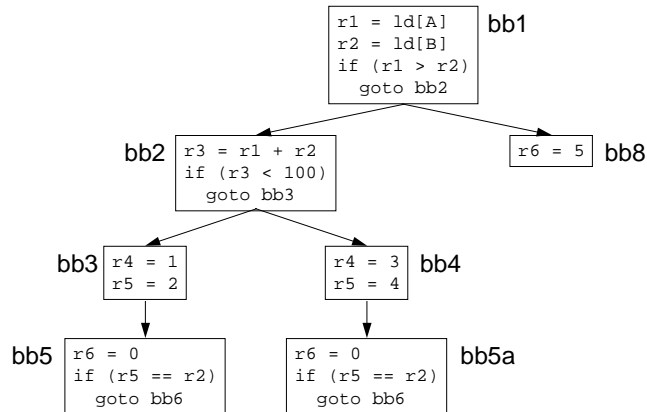 r1 = ld[A]
r2 = ld[B]
if (r1 > r2)
goto bb2
bb1
bb2
r3 = r1 + r2
if (r3 < 100)
goto bb3
r6 = 5
bb8
bb3
r4 = 1
r5 = 2
r4 = 3
r5 = 4
bb4
bb5
r6 = 0
if (r5 == r2)
goto bb6
r6 = 0
if (r5 == r2)
goto bb6
bb5a